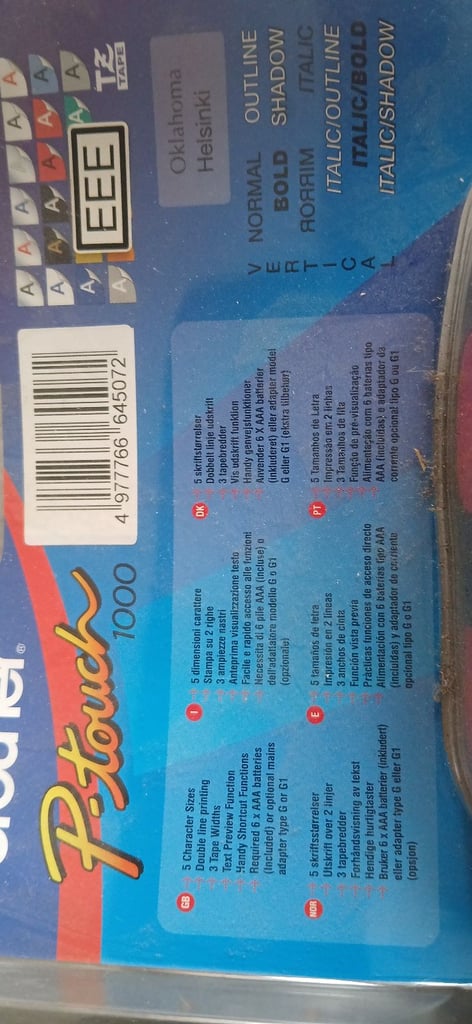 P-touch
1000
4 977766 645072
EEE
TZ
TAPE
Oklahoma
Helsinki
NORMAL OUTLINE
BOLD SHADOW
MIRROR ITALIC
ITALIC/OUTLINE
ITALIC/BOLD
ITALIC/SHADOW
VERTICAL
GB
5 Character Sizes
Double line printing
3 Tape Widths
Text Preview Function
Handy Shortcut Functions
Required 6 x AAA batteries
(included) or optional mains
adapter type G or G1
I
5 dimensioni carattere
Stampa su 2 righe
3 ampiezze nastri
Anteprima visualizzazione testo
Facile e rapido accesso alle funzioni
Necessita di 6 pile AAA (incluse) o
dell'adattatore modello G o G1
(opzionale)
DK
5 skriftstørrelser
Dobbelt linje udskrift
3 tapebredder
Vis udskrift funktion
Handy genvejsfunktioner
Anvender 6 X AAA batterier
(inkluderet) eller adapter model
G eller G1 (ekstra tilbehør)
NOR
5 skriftsstørrelser
Utskrift over 2 linjer
3 tapebredder
Forhåndsvisning av tekst
Hendige hurtigtaster
Bruker 6 x AAA batterier (inkludert)
eller adapter type G eller G1
(opsjon)
E
5 tamaños de letra
Impresión en 2 líneas
3 anchos de cinta
Función vista previa
Prácticas funciones de acceso directo
Alimentación con 6 baterías tipo AAA
(incluidas) y adaptador de corriente
opcional tipo G o G1
PT
5 Tamanhos de Letra
Impressão em 2 linhas
3 Tamanhos de fita
Função de pré-visualização
Alimentação com 6 baterias tipo
AAA (incluídas) e adaptador da
corrente opcional tipo G ou G1